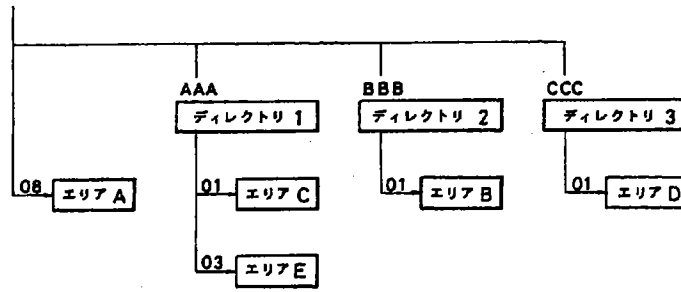 AAA BBB CCC
ディレクトリ 1 ディレクトリ 2 ディレクトリ 3
08 エリア A 01 エリア C 01 エリア B 01 エリア D
03 エリア E